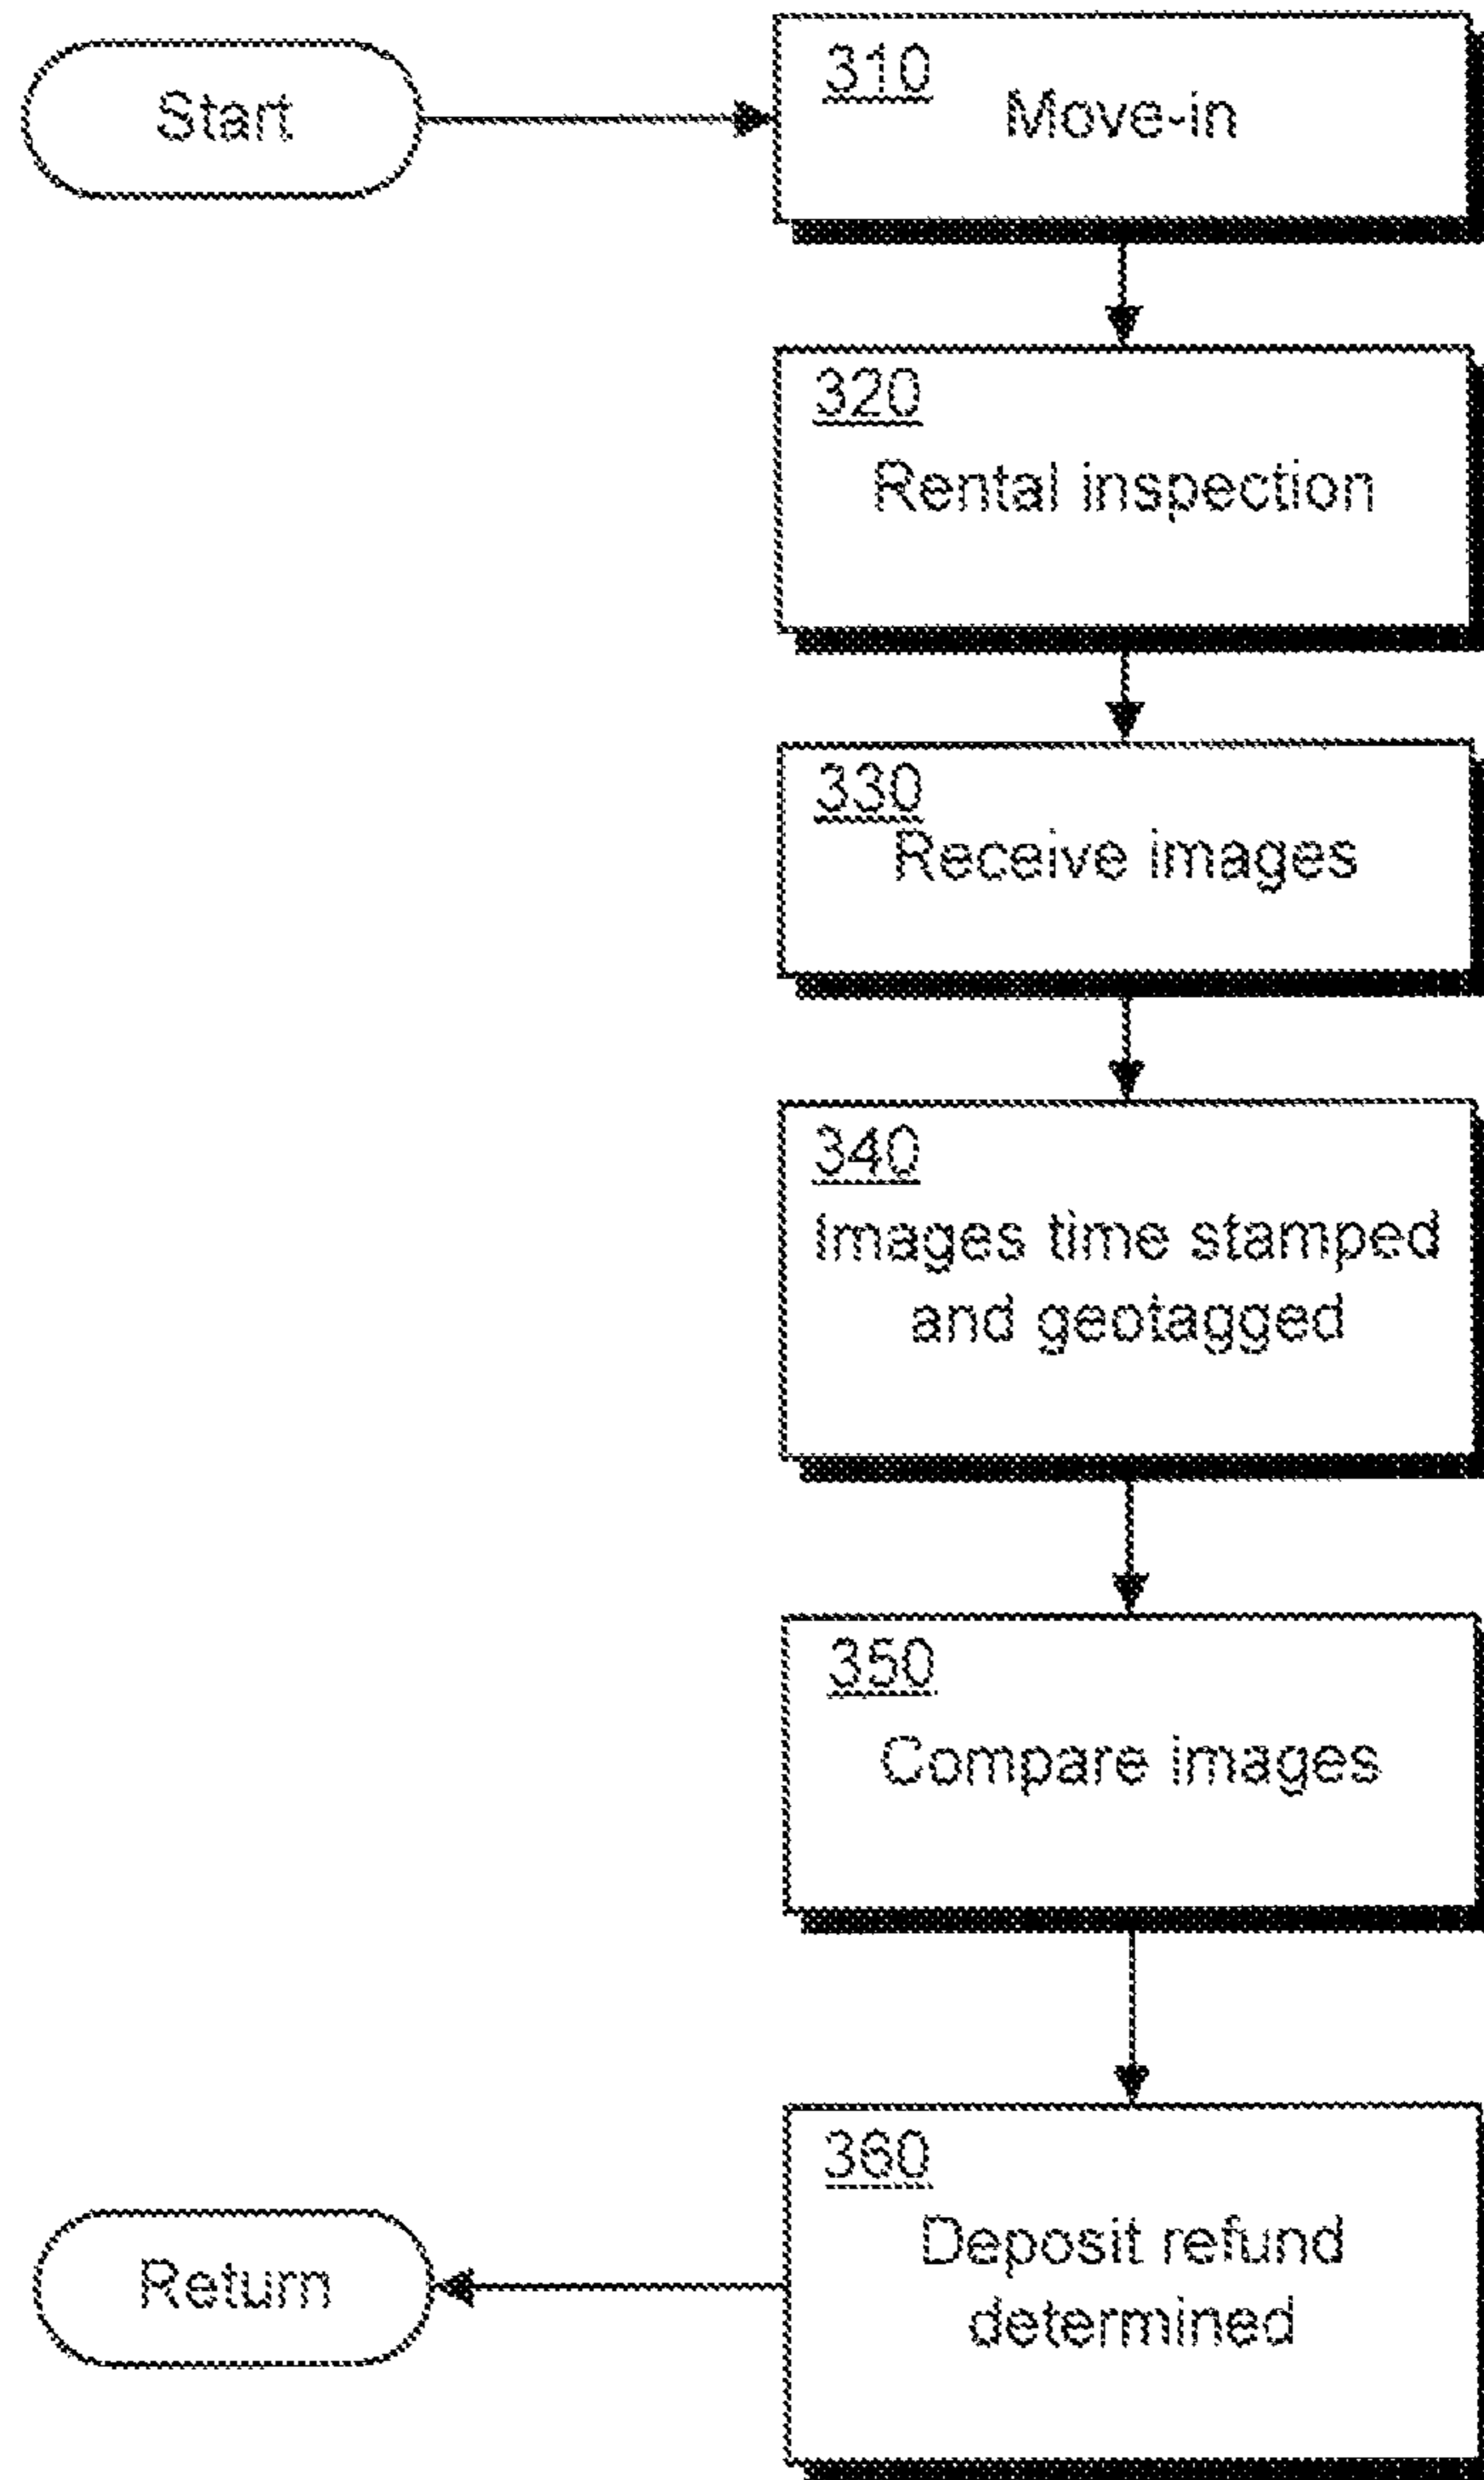 Start
310
Move-in
320
Rental inspection
330
Receive images
340
Images time stamped
and geotagged
350
Compare images
360
Deposit refund
determined
Return